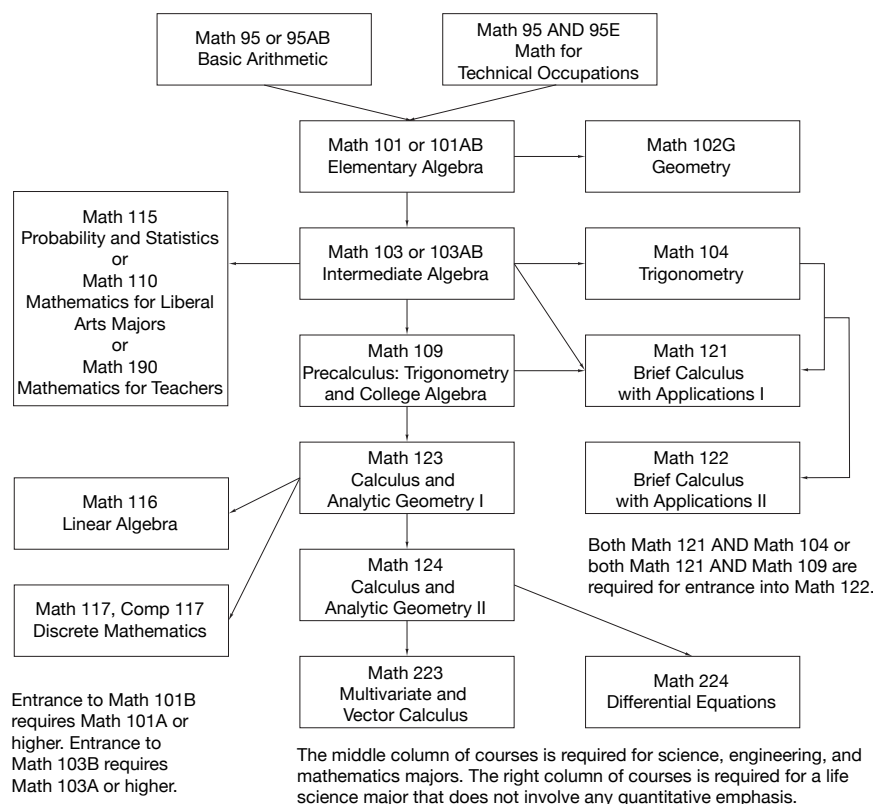 Math 95 or 95AB
Basic Arithmetic
Math 95 AND 95E
Math for
Technical Occupations
Math 101 or 101AB
Elementary Algebra
Math 102G
Geometry
Math 115
Probability and Statistics
or
Math 110
Mathematics for Liberal
Arts Majors
or
Math 190
Mathematics for Teachers
Math 103 or 103AB
Intermediate Algebra
Math 104
Trigonometry
Math 109
Precalculus: Trigonometry
and College Algebra
Math 121
Brief Calculus
with Applications I
Math 123
Calculus and
Analytic Geometry I
Math 122
Brief Calculus
with Applications II
Math 116
Linear Algebra
Both Math 121 AND Math 104 or
both Math 121 AND Math 109 are
required for entrance into Math 122.
Math 124
Calculus and
Analytic Geometry II
Math 117, Comp 117
Discrete Mathematics
Math 223
Multivariate and
Vector Calculus
Math 224
Differential Equations
Entrance to Math 101B
requires Math 101A or
higher. Entrance to
Math 103B requires
Math 103A or higher.
The middle column of courses is required for science, engineering, and
mathematics majors. The right column of courses is required for a life
science major that does not involve any quantitative emphasis.